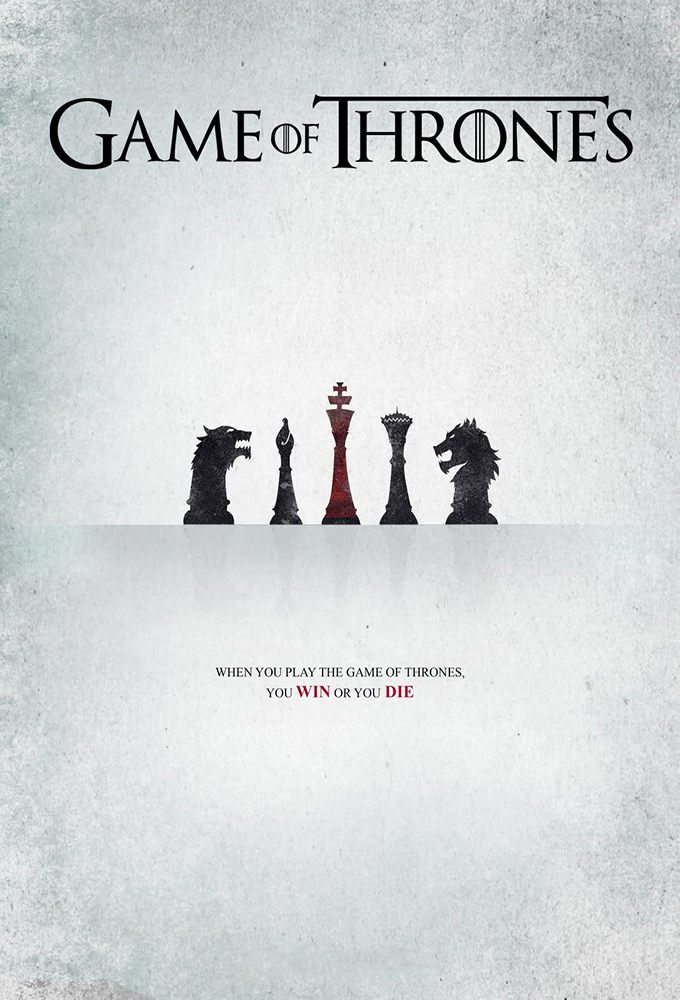 GAME OF THRONES
WHEN YOU PLAY THE GAME OF THRONES,
YOU WIN OR YOU DIE